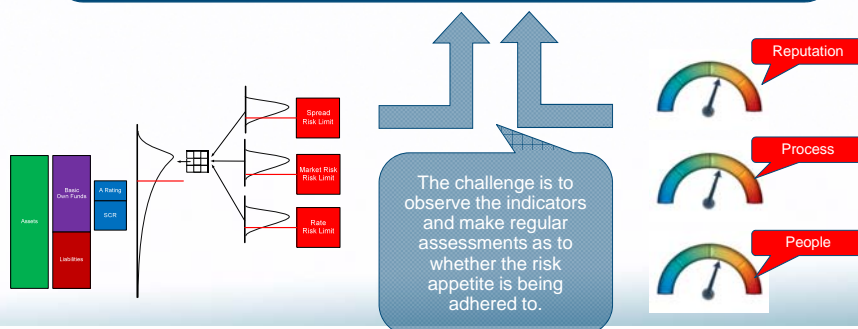 Assets
Basic
Own Funds
Liabilities
A Rating
SCR
Spread
Risk Limit
Market Risk
Risk Limit
Rate
Risk Limit
The challenge is to
observe the indicators
and make regular
assessments as to
whether the risk
appetite is being
adhered to.
Reputation
Process
People